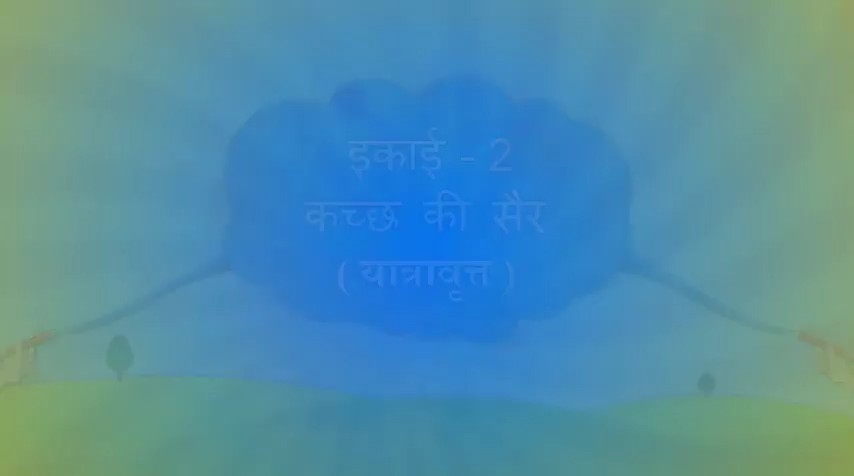 इकाई - 2
कच्छ की सैर
( यात्रावृत्त )